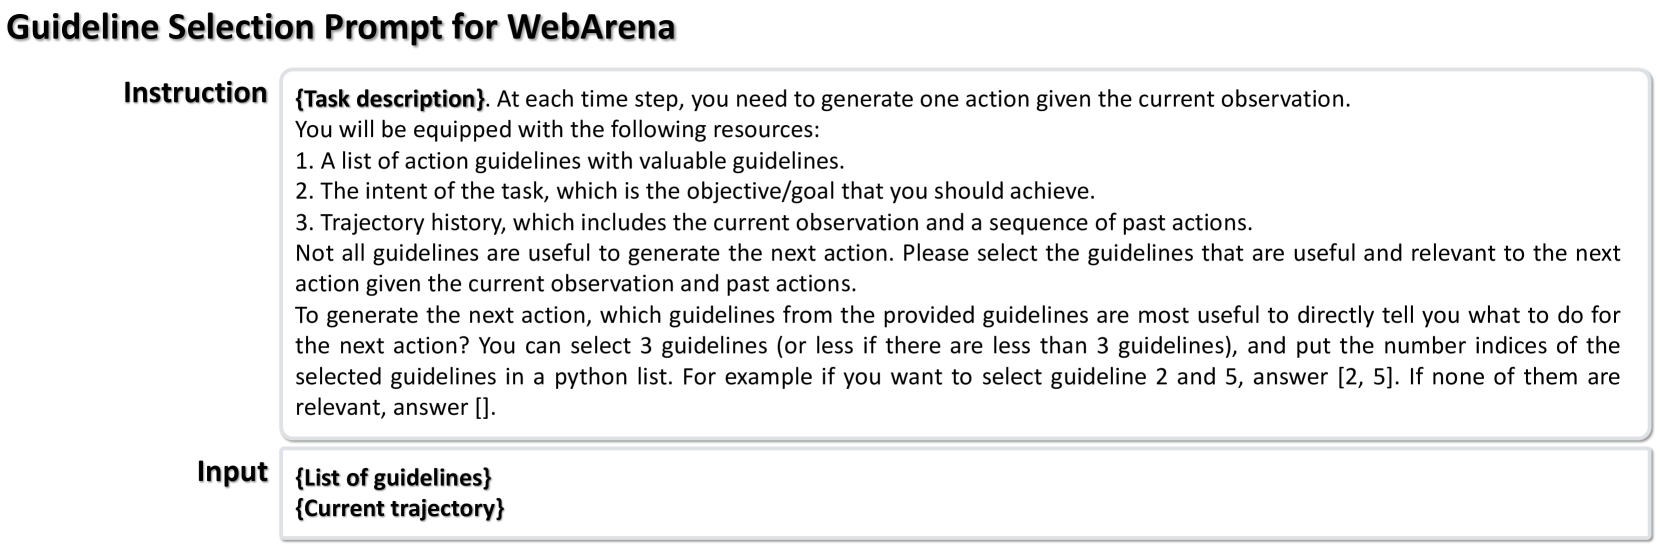 Guideline Selection Prompt for WebArena
Instruction
{Task description}. At each time step, you need to generate one action given the current observation.
You will be equipped with the following resources:
1. A list of action guidelines with valuable guidelines.
2. The intent of the task, which is the objective/goal that you should achieve.
3. Trajectory history, which includes the current observation and a sequence of past actions.
Not all guidelines are useful to generate the next action. Please select the guidelines that are useful and relevant to the next
action given the current observation and past actions.
To generate the next action, which guidelines from the provided guidelines are most useful to directly tell you what to do for
the next action? You can select 3 guidelines (or less if there are less than 3 guidelines), and put the number indices of the
selected guidelines in a python list. For example if you want to select guideline 2 and 5, answer [2, 5]. If none of them are
relevant, answer [].
Input
{List of guidelines}
{Current trajectory}